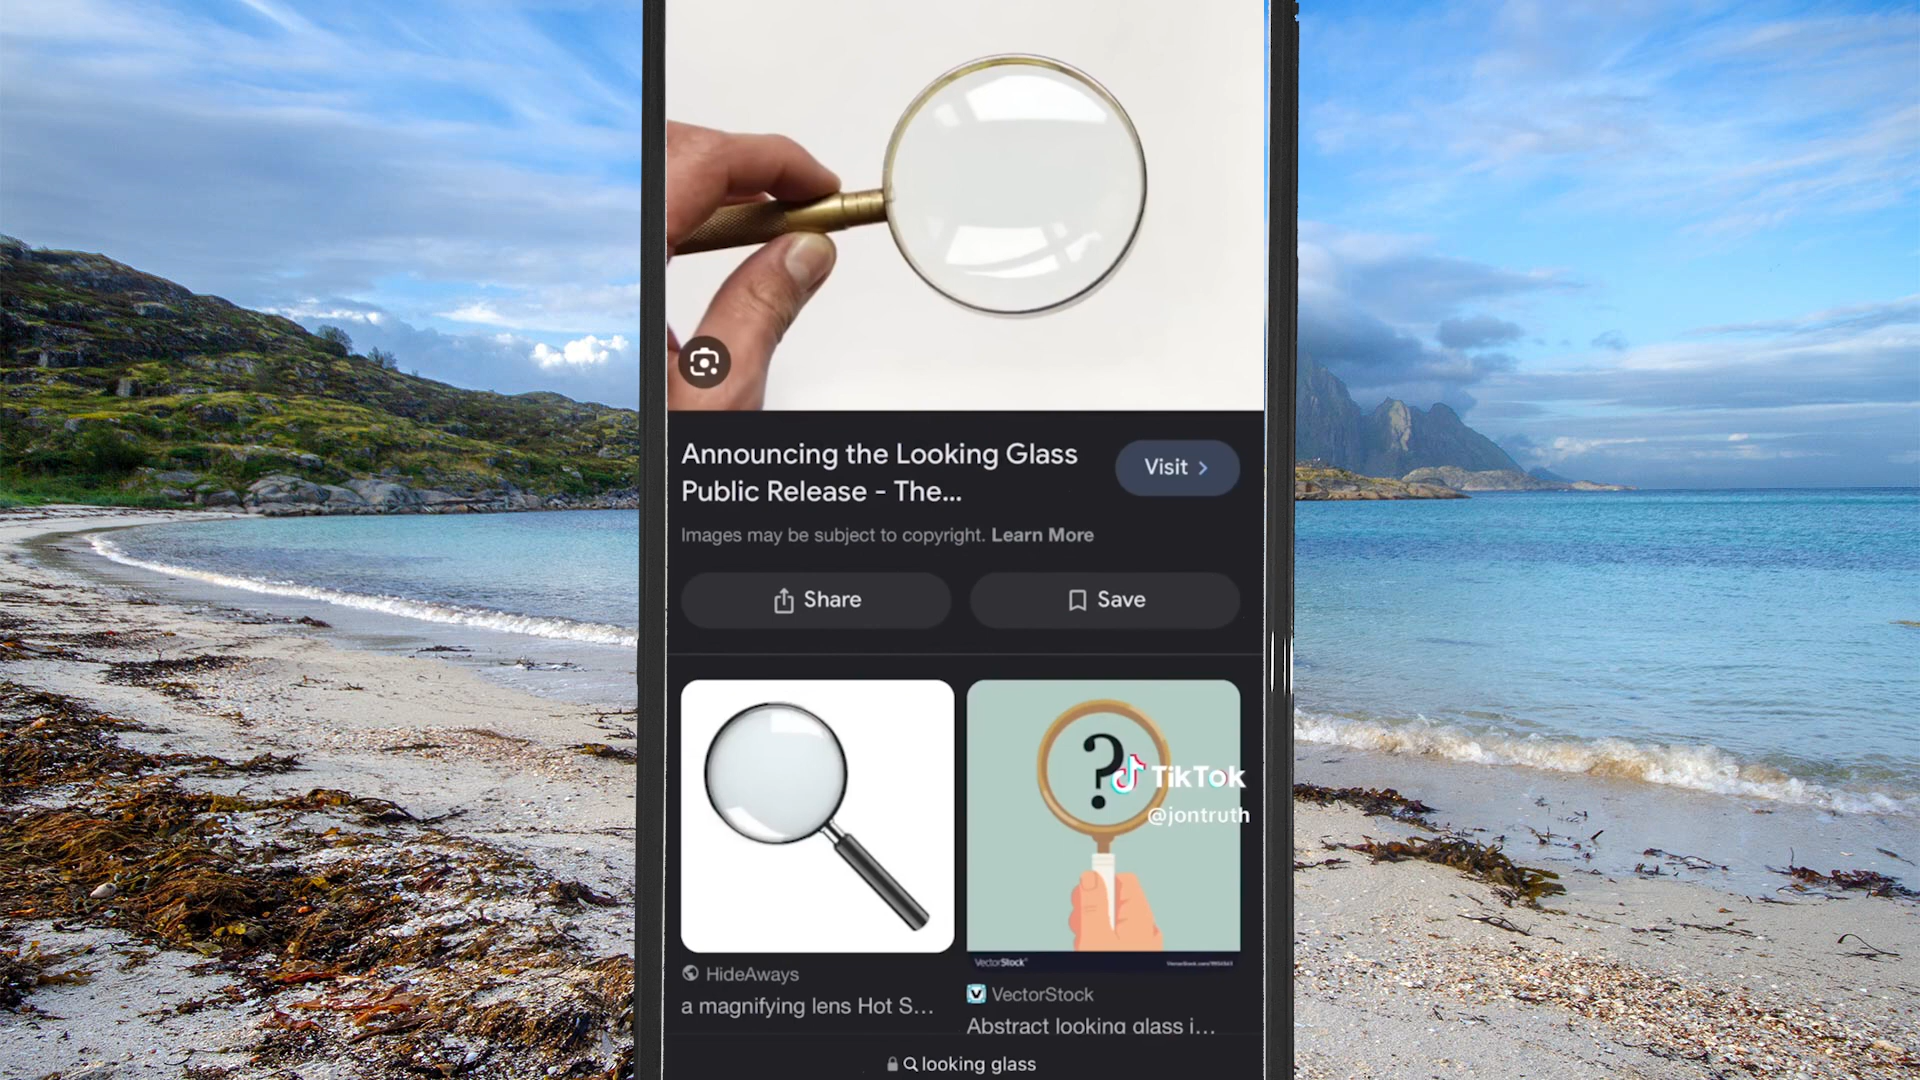 Announcing the Looking Glass
Public Release - The...
Visit
Images may be subject to copyright. Learn More
Share
Save
?
TikTok
@jontruth
VectorStock
HideAways
a magnifying lens Hot S...
VectorStock
Abstract looking glass i...
looking glass